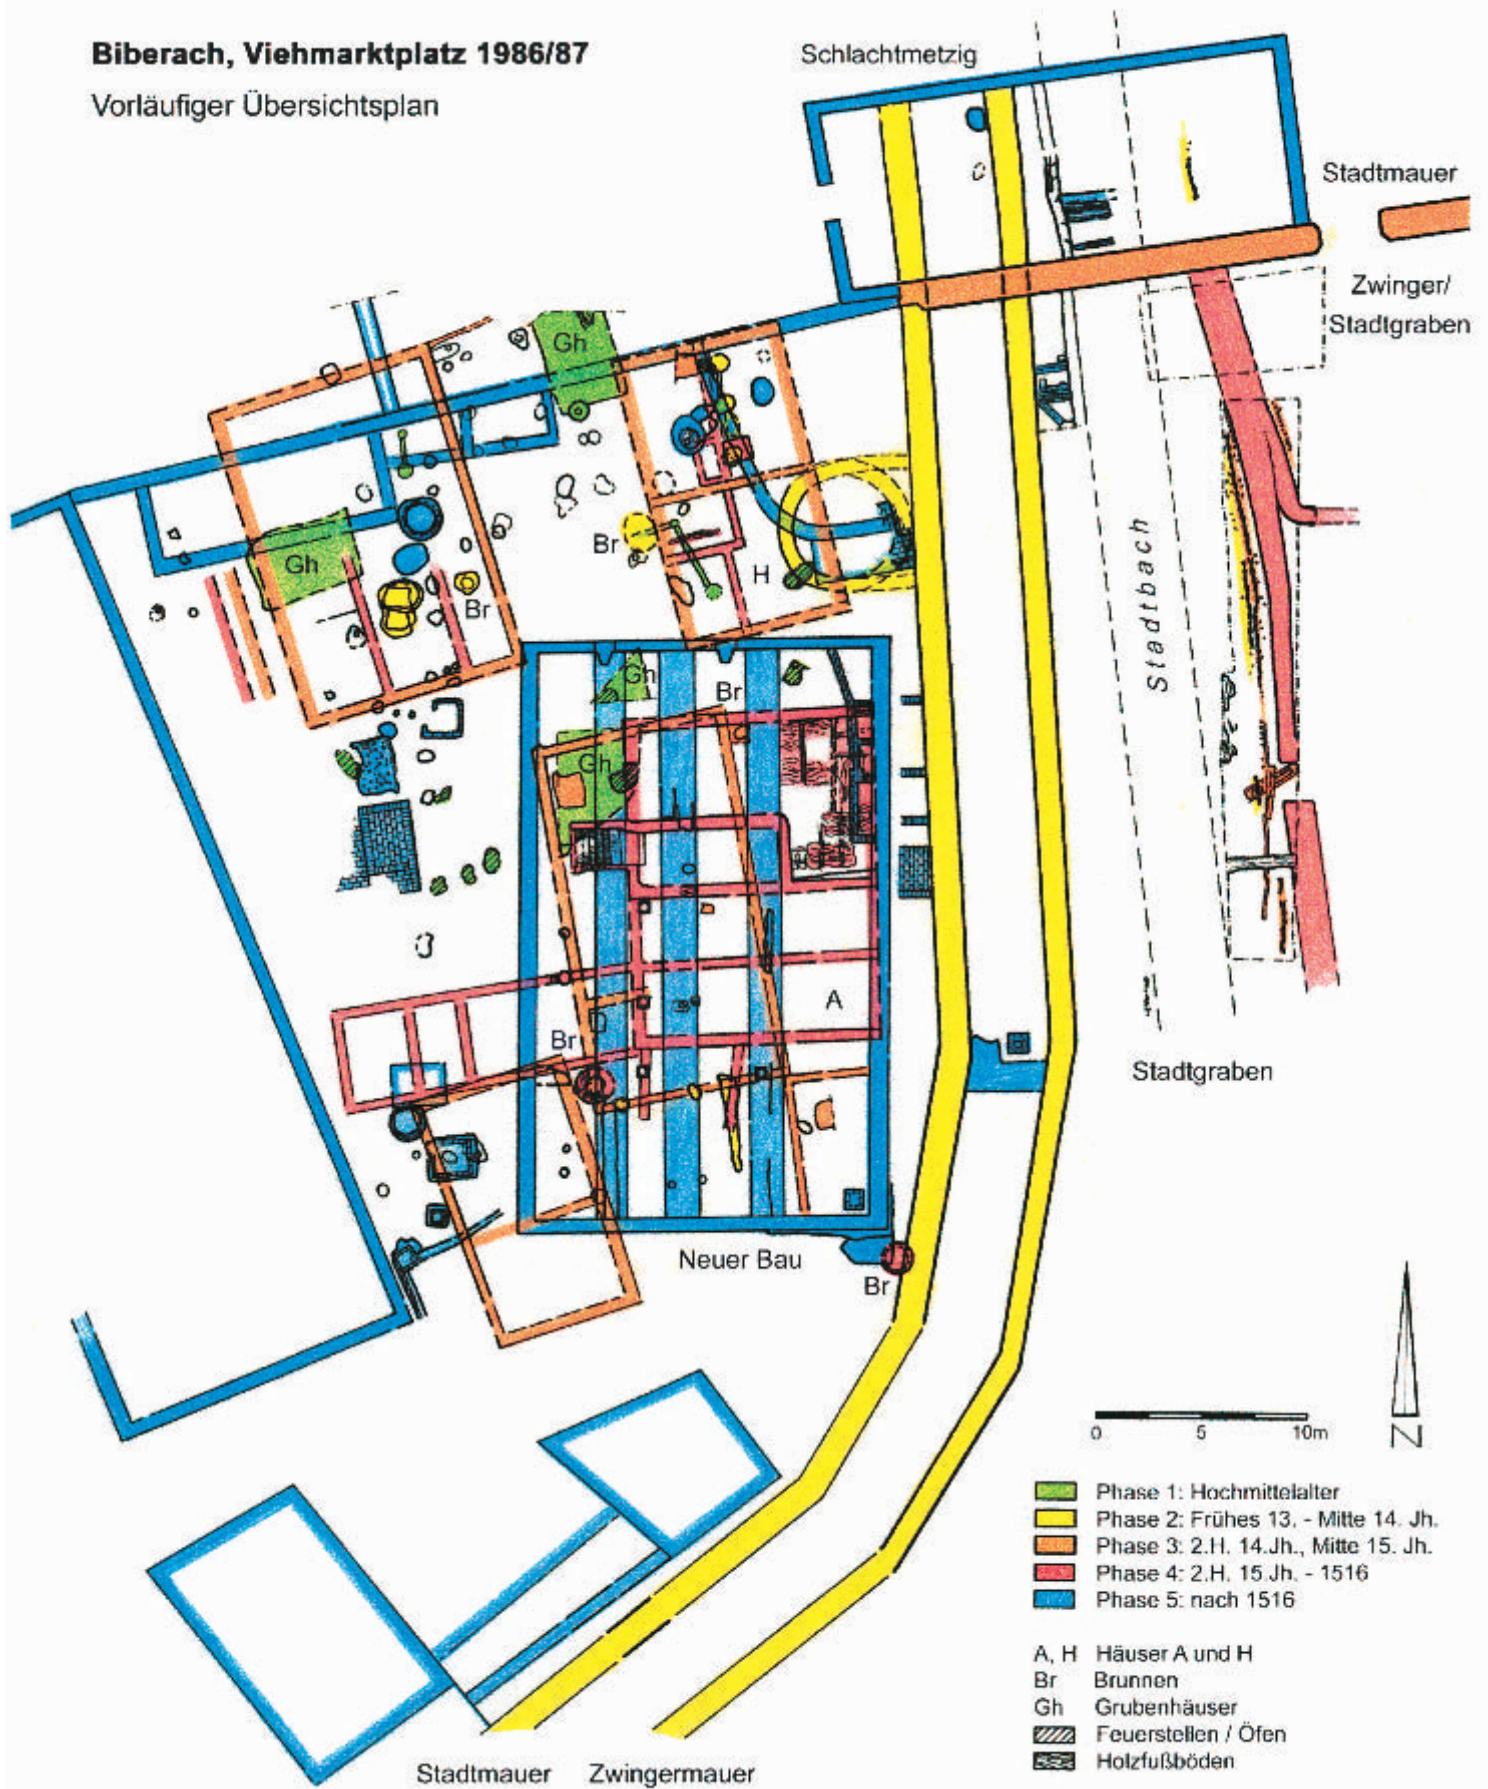 Biberach, Viehmarktplatz 1986/87
Vorläufiger Übersichtsplan
Schlachtmetzig
Stadtmauer
Zwinger/
Stadtgraben
Gh
Gh
Br
H
Br
Stadtbach
Gh
Br
Gh
A
Br
Stadtgraben
Neuer Bau
Br
N
0 5 10m
Phase 1: Hochmittelalter
Phase 2: Frühes 13. - Mitte 14. Jh.
Phase 3: 2.H. 14.Jh., Mitte 15. Jh.
Phase 4: 2.H. 15.Jh. - 1516
Phase 5: nach 1516
A, H Häuser A und H
Br Brunnen
Gh Grubenhäuser
Feuerstellen / Öfen
Holzfußböden
Stadtmauer Zwingermauer